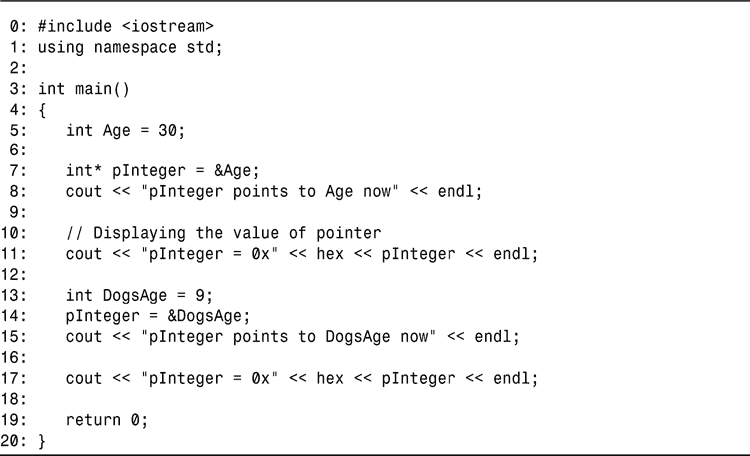 0: #include <iostream>
1: using namespace std;
2:
3: int main()
4: {
5:    int Age = 30;
6:
7:    int* pInteger = &Age;
8:    cout << "pInteger points to Age now" << endl;
9:
10:    // Displaying the value of pointer
11:    cout << "pInteger = 0x" << hex << pInteger << endl;
12:
13:    int DogsAge = 9;
14:    pInteger = &DogsAge;
15:    cout << "pInteger points to DogsAge now" << endl;
16:
17:    cout << "pInteger = 0x" << hex << pInteger << endl;
18:
19:    return 0;
20: }